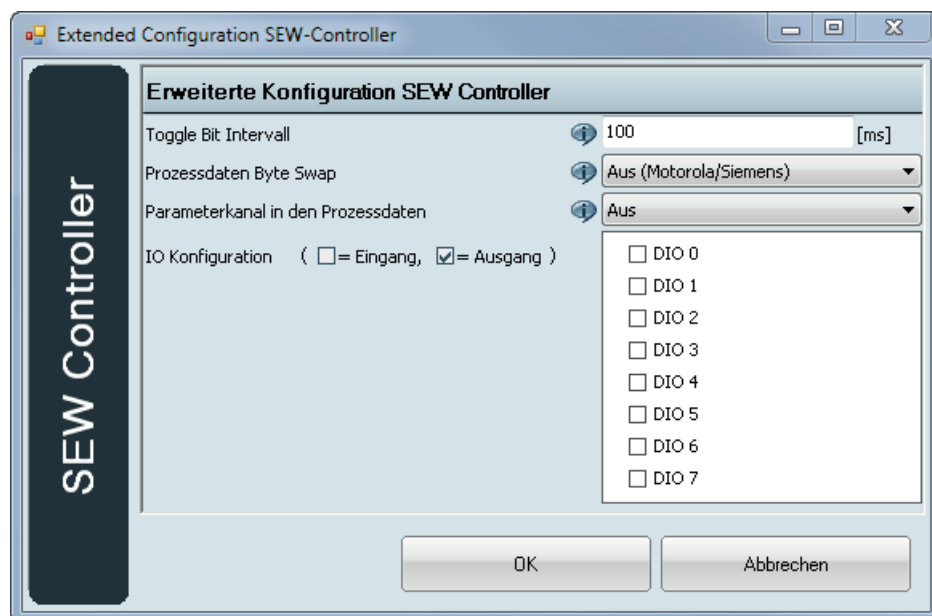 Extended Configuration SEW-Controller
SEW Controller
Erweiterte Konfiguration SEW Controller
Toggle Bit Intervall 100 [ms]
Prozessdaten Byte Swap Aus (Motorola/Siemens)
Parameterkanal in den Prozessdaten Aus
IO Konfiguration ( = Eingang, = Ausgang )
DIO 0
DIO 1
DIO 2
DIO 3
DIO 4
DIO 5
DIO 6
DIO 7
OK Abbrechen